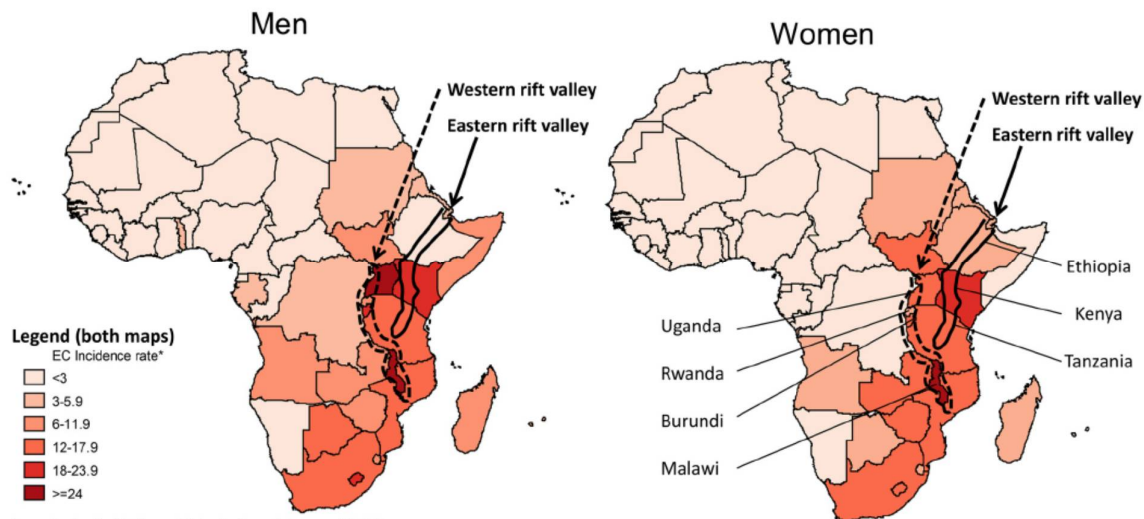 Men
Western rift valley
Eastern rift valley
Legend (both maps)
EC Incidence rate*
<3
3-5.9
6-11.9
12-17.9
18-23.9
>=24
Women
Western rift valley
Eastern rift valley
Ethiopia
Kenya
Tanzania
Uganda
Rwanda
Burundi
Malawi